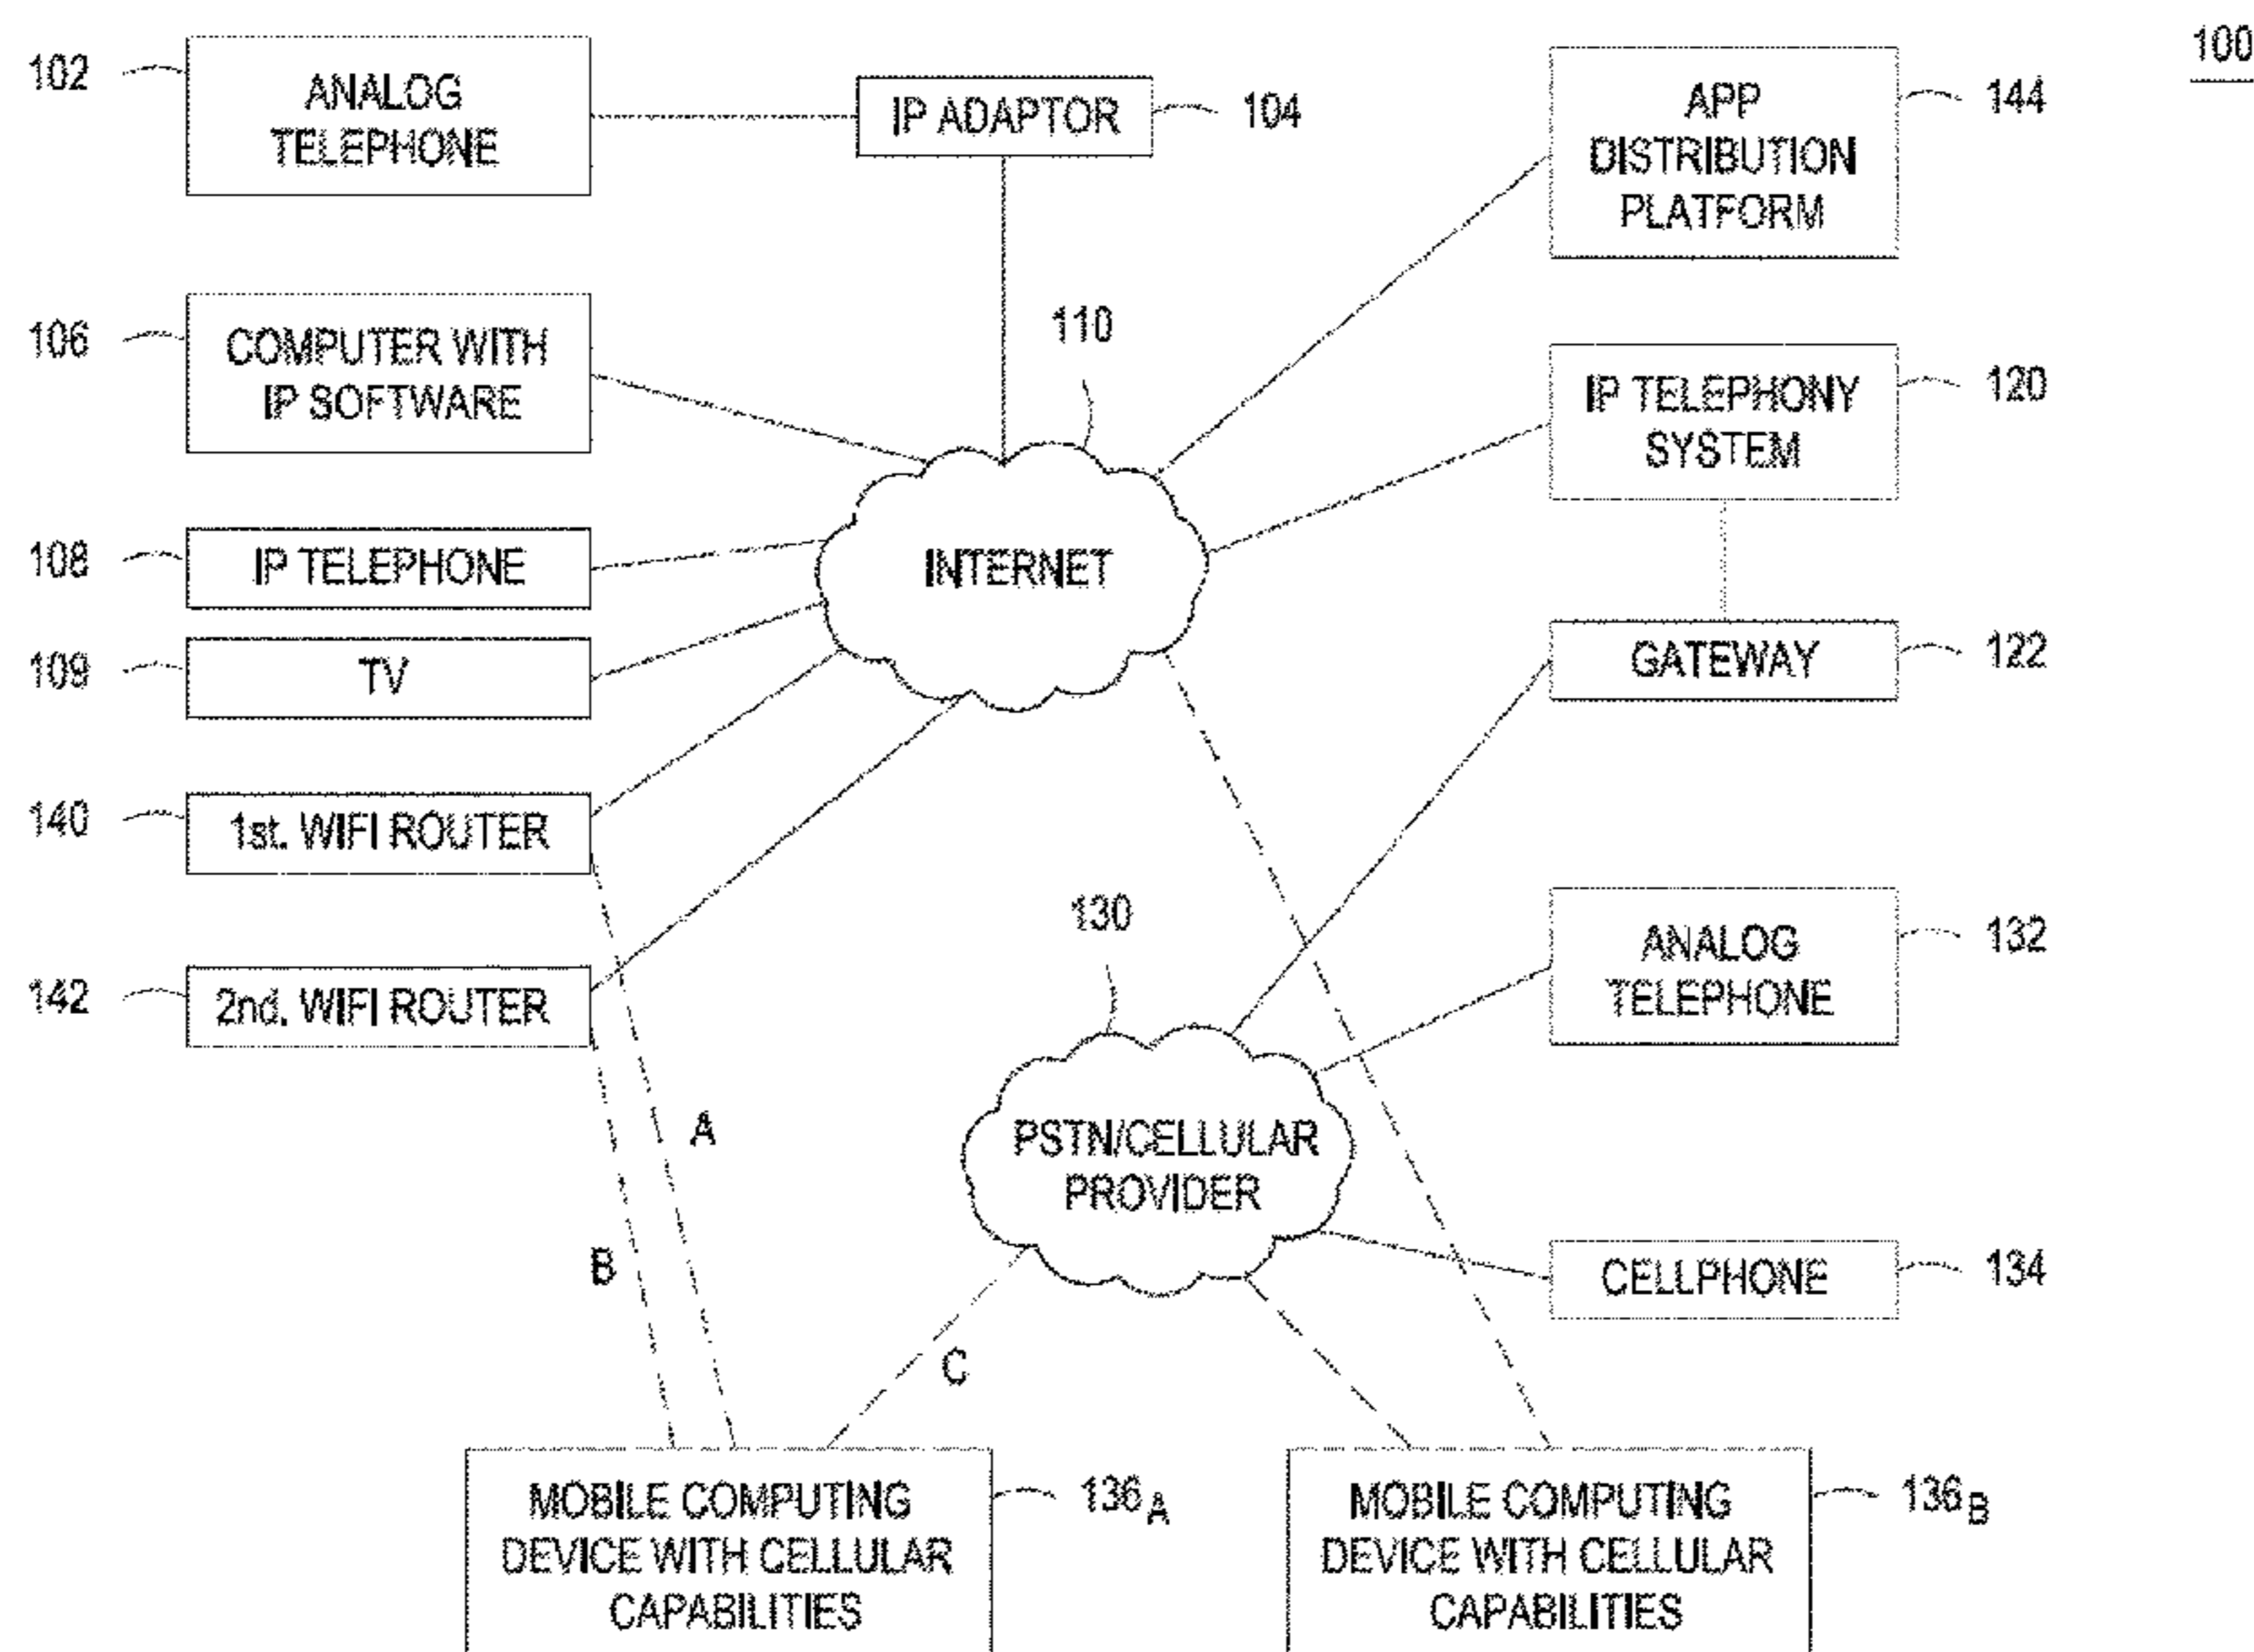 100
102
ANALOG
TELEPHONE
IP ADAPTOR
104
APP
DISTRIBUTION
PLATFORM
144
106
COMPUTER WITH
IP SOFTWARE
110
IP TELEPHONY
SYSTEM
120
108
IP TELEPHONE
INTERNET
109
TV
GATEWAY
122
140
1st. WIFI ROUTER
130
ANALOG
TELEPHONE
132
142
2nd. WIFI ROUTER
A
PSTN/CELLULAR
PROVIDER
B
CELLPHONE
134
C
MOBILE COMPUTING
DEVICE WITH CELLULAR
CAPABILITIES
136A
MOBILE COMPUTING
DEVICE WITH CELLULAR
CAPABILITIES
136B